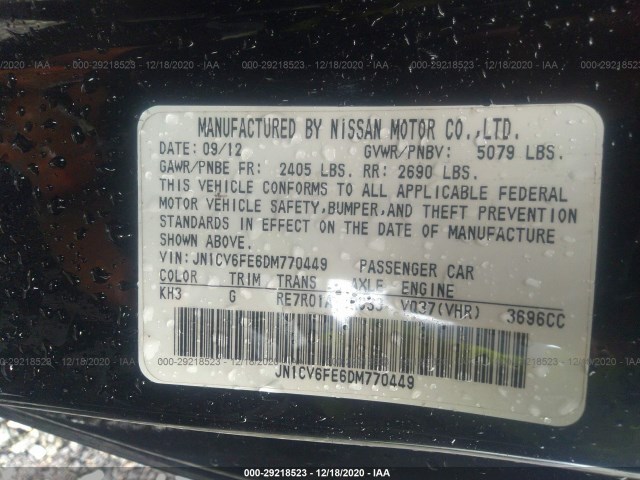 000-29218523 - 12/18/2020 - IAA
MANUFACTURED BY NISSAN MOTOR CO.,LTD.
DATE: 09/12 GVWR/PNBV: 5079 LBS.
GAWR/PNBE FR: 2405 LBS. RR: 2690 LBS.
THIS VEHICLE CONFORMS TO ALL APPLICABLE FEDERAL
MOTOR VEHICLE SAFETY,BUMPER,AND THEFT PREVENTION
STANDARDS IN EFFECT ON THE DATE OF MANUFACTURE
SHOWN ABOVE.
VIN: JN1CV6FE6DM770449 PASSENGER CAR
COLOR TRIM TRANS AXLE ENGINE
KH3 G RE7R01A VQ37(VHR) 3696CC
JN1CV6FE6DM770449
000-29218523 - 12/18/2020 - IAA